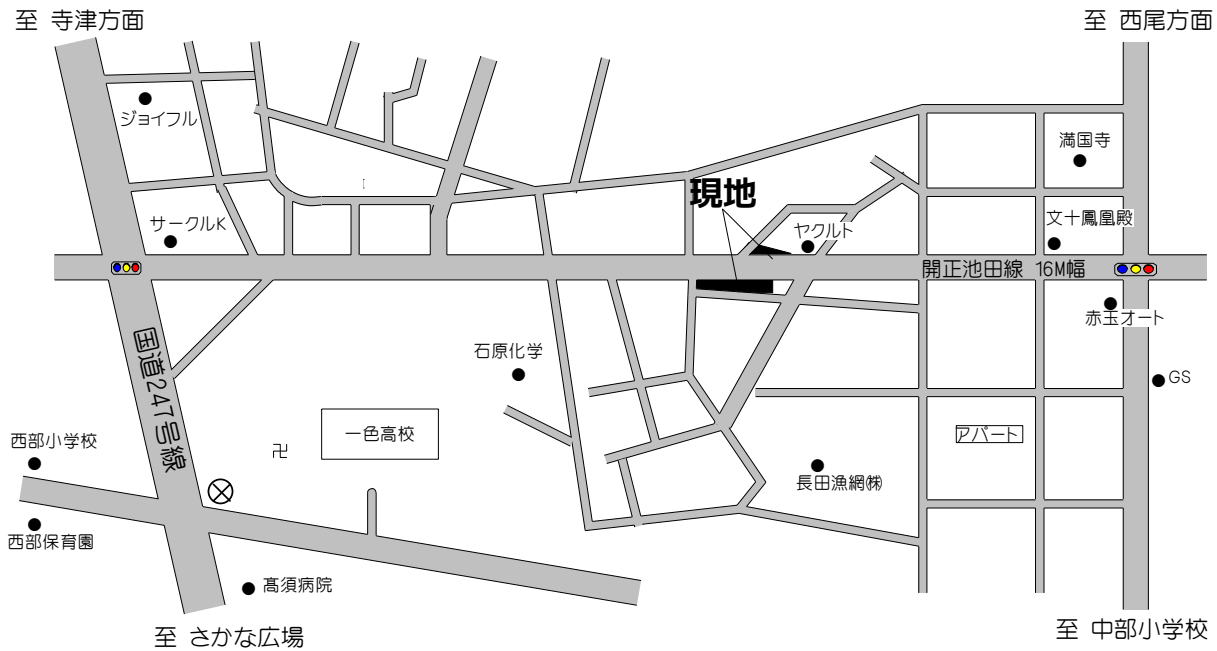 至 寺津方面
至 西尾方面
ジョイフル
満国寺
現地
サークルK
ヤクルト
文十鳳凰殿
開正池田線 16M幅
赤玉オート
国道247号線
石原化学
GS
一色高校
卍
アパート
西部小学校
長田漁網㈱
西部保育園
髙須病院
至 さかな広場
至 中部小学校